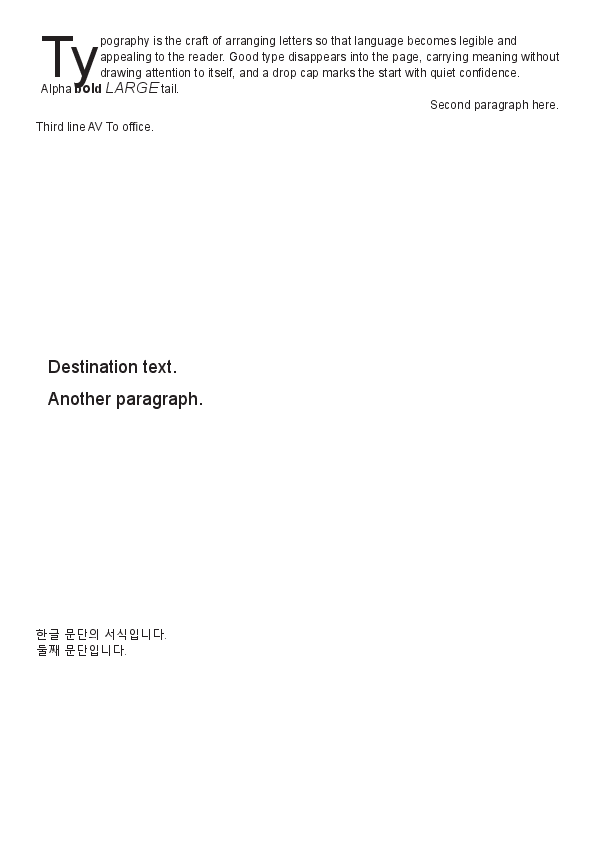 Typography is the craft of arranging letters so that language becomes legible and
appealing to the reader. Good type disappears into the page, carrying meaning without
drawing attention to itself, and a drop cap marks the start with quiet confidence.
Alpha bold LARGE tail.
Second paragraph here.
Third line AV To office.
Destination text.
Another paragraph.
한글 문단의 서식입니다.
둘째 문단입니다.